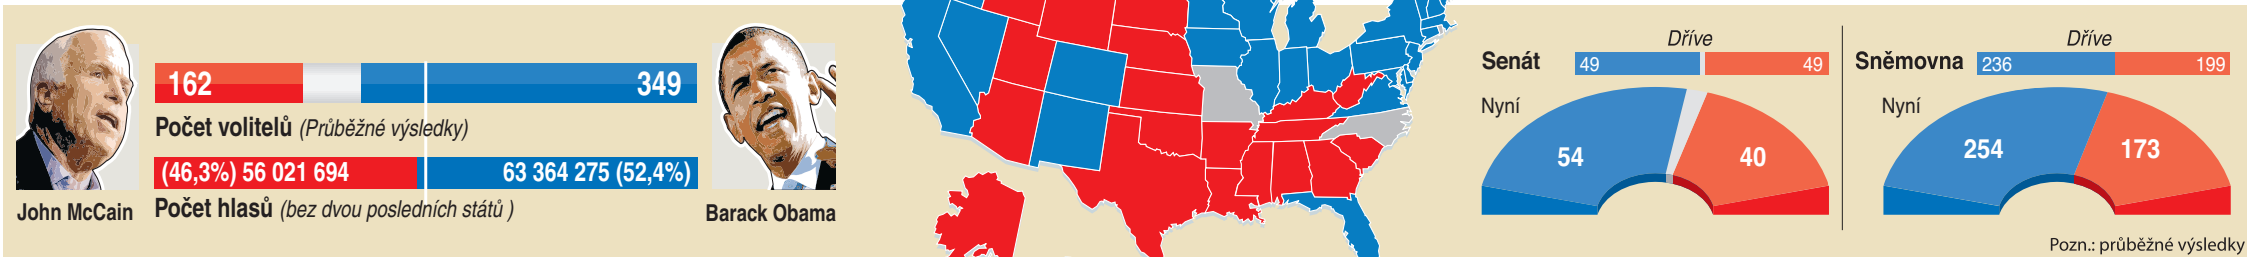 162
349
Počet volitelů (Průběžné výsledky)
(46,3%) 56 021 694
63 364 275 (52,4%)
Počet hlasů (bez dvou posledních států )
John McCain
Barack Obama
Senát
Dříve
49
49
Nyní
54
40
Sněmovna
Dříve
236
199
Nyní
254
173
Pozn.: průběžné výsledky